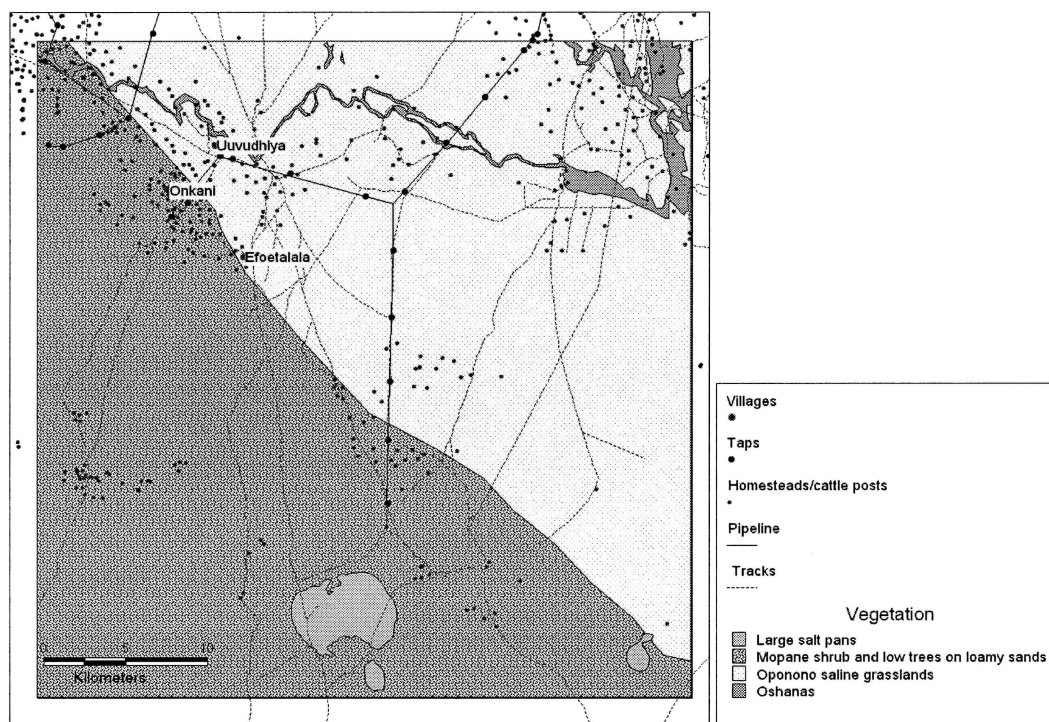 Uuvudhiya
Onkani
Efoetalala
0 5 10
Kilometers
Villages
Taps
Homesteads/cattle posts
Pipeline
Tracks
Vegetation
Large salt pans
Mopane shrub and low trees on loamy sands
Oponono saline grasslands
Oshanas